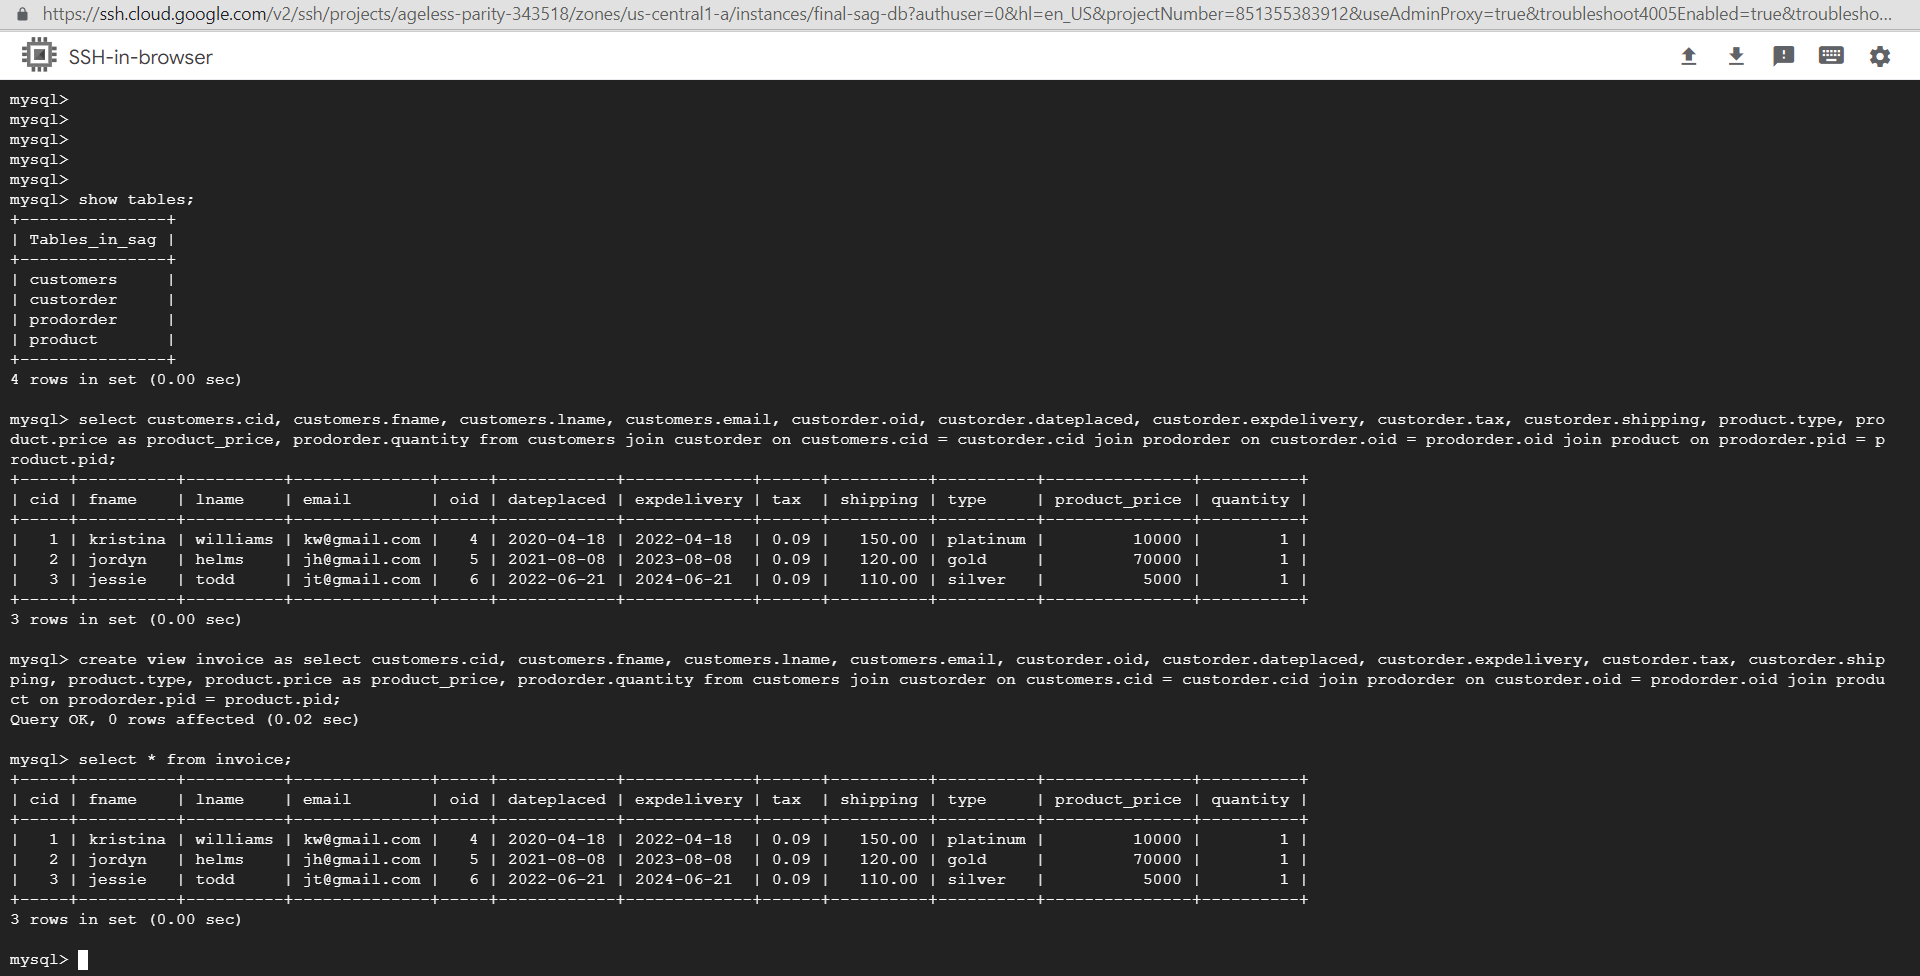 https://ssh.cloud.google.com/v2/ssh/projects/ageless-parity-343518/zones/us-central1-a/instances/final-sag-db?authuser=0&hl=en_US&projectNumber=851355383912&useAdminProxy=true&troubleshoot4005Enabled=true&troublesho...
SSH-in-browser
mysql>
mysql>
mysql>
mysql>
mysql>
mysql> show tables;
+---------------+
| Tables_in_sag |
+---------------+
| customers     |
| custorder     |
| prodorder     |
| product       |
+---------------+
4 rows in set (0.00 sec)
mysql> select customers.cid, customers.fname, customers.lname, customers.email, custorder.oid, custorder.dateplaced, custorder.expdelivery, custorder.tax, custorder.shipping, product.type, pro
duct.price as product_price, prodorder.quantity from customers join custorder on customers.cid = custorder.cid join prodorder on custorder.oid = prodorder.oid join product on prodorder.pid = p
roduct.pid;
+-----+----------+----------+--------------+-----+------------+-------------+------+----------+----------+---------------+----------+
| cid | fname    | lname    | email        | oid | dateplaced | expdelivery | tax  | shipping | type     | product_price | quantity |
+-----+----------+----------+--------------+-----+------------+-------------+------+----------+----------+---------------+----------+
|   1 | kristina | williams | kw@gmail.com |   4 | 2020-04-18 | 2022-04-18  | 0.09 |   150.00 | platinum |         10000 |        1 |
|   2 | jordyn   | helms    | jh@gmail.com |   5 | 2021-08-08 | 2023-08-08  | 0.09 |   120.00 | gold     |         70000 |        1 |
|   3 | jessie   | todd     | jt@gmail.com |   6 | 2022-06-21 | 2024-06-21  | 0.09 |   110.00 | silver   |          5000 |        1 |
+-----+----------+----------+--------------+-----+------------+-------------+------+----------+----------+---------------+----------+
3 rows in set (0.00 sec)
mysql> create view invoice as select customers.cid, customers.fname, customers.lname, customers.email, custorder.oid, custorder.dateplaced, custorder.expdelivery, custorder.tax, custorder.ship
ping, product.type, product.price as product_price, prodorder.quantity from customers join custorder on customers.cid = custorder.cid join prodorder on custorder.oid = prodorder.oid join produ
ct on prodorder.pid = product.pid;
Query OK, 0 rows affected (0.02 sec)
mysql> select * from invoice;
+-----+----------+----------+--------------+-----+------------+-------------+------+----------+----------+---------------+----------+
| cid | fname    | lname    | email        | oid | dateplaced | expdelivery | tax  | shipping | type     | product_price | quantity |
+-----+----------+----------+--------------+-----+------------+-------------+------+----------+----------+---------------+----------+
|   1 | kristina | williams | kw@gmail.com |   4 | 2020-04-18 | 2022-04-18  | 0.09 |   150.00 | platinum |         10000 |        1 |
|   2 | jordyn   | helms    | jh@gmail.com |   5 | 2021-08-08 | 2023-08-08  | 0.09 |   120.00 | gold     |         70000 |        1 |
|   3 | jessie   | todd     | jt@gmail.com |   6 | 2022-06-21 | 2024-06-21  | 0.09 |   110.00 | silver   |          5000 |        1 |
+-----+----------+----------+--------------+-----+------------+-------------+------+----------+----------+---------------+----------+
3 rows in set (0.00 sec)
mysql>